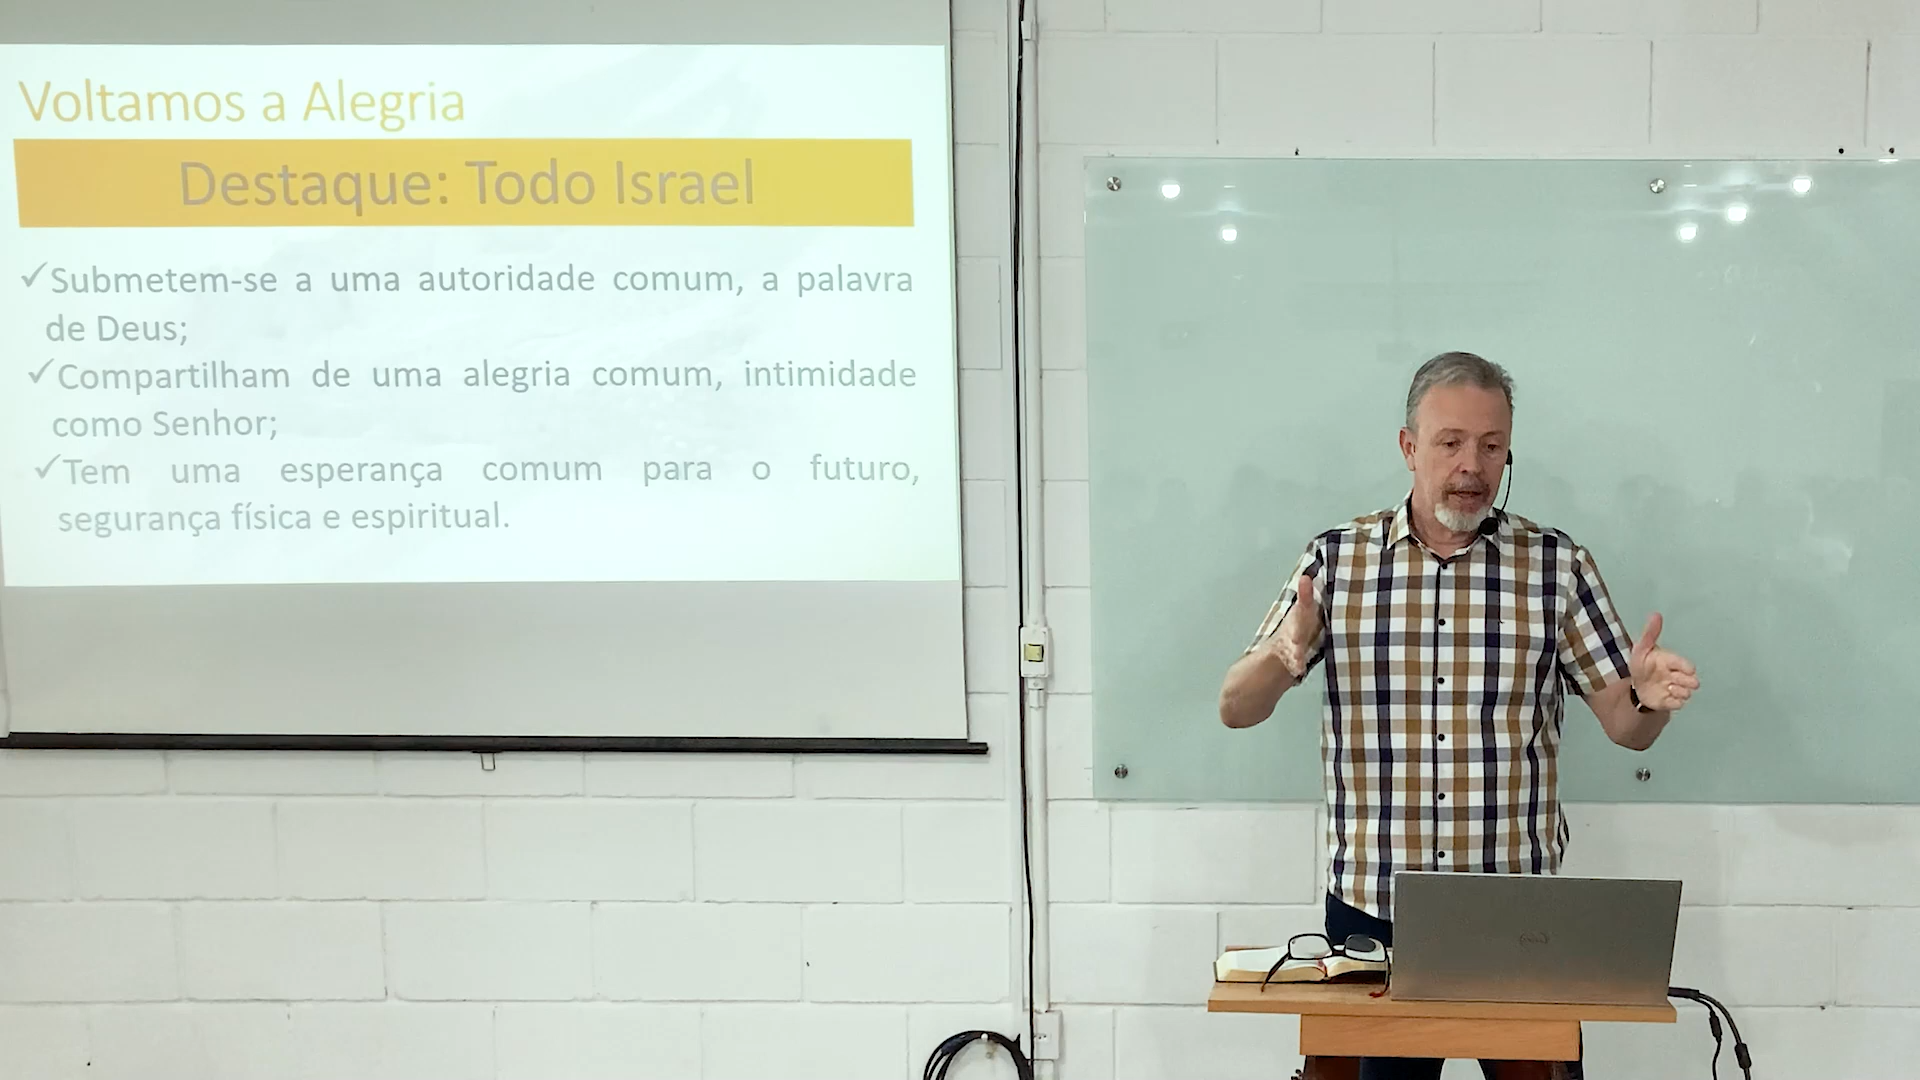 Voltamos a Alegria
Destaque: Todo Israel
✓Submetem-se a uma autoridade comum, a palavra
de Deus;
✓Compartilham de uma alegria comum, intimidade
como Senhor;
✓Tem uma esperança comum para o futuro,
segurança física e espiritual.